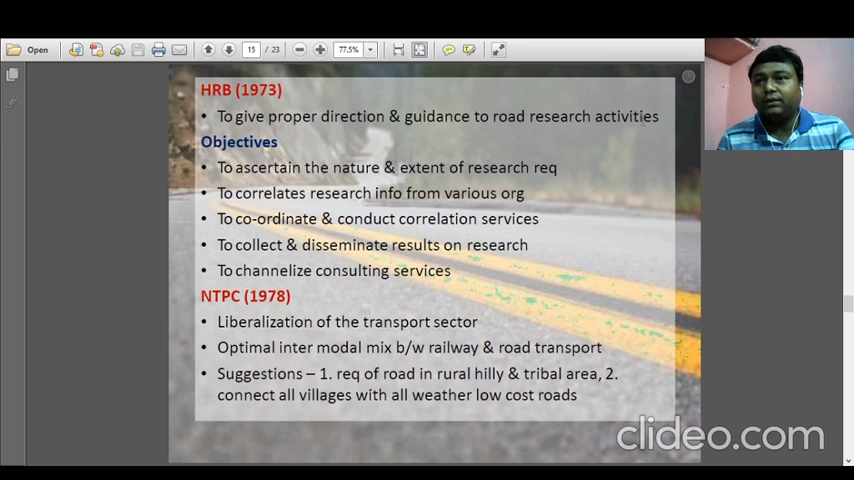 Open
15
/ 23
77.5%
HRB (1973)
• To give proper direction & guidance to road research activities
Objectives
• To ascertain the nature & extent of research req
• To correlates research info from various org
• To co-ordinate & conduct correlation services
• To collect & disseminate results on research
• To channelize consulting services
NTPC (1978)
• Liberalization of the transport sector
• Optimal inter modal mix b/w railway & road transport
• Suggestions – 1. req of road in rural hilly & tribal area, 2.
connect all villages with all weather low cost roads
clideo.com